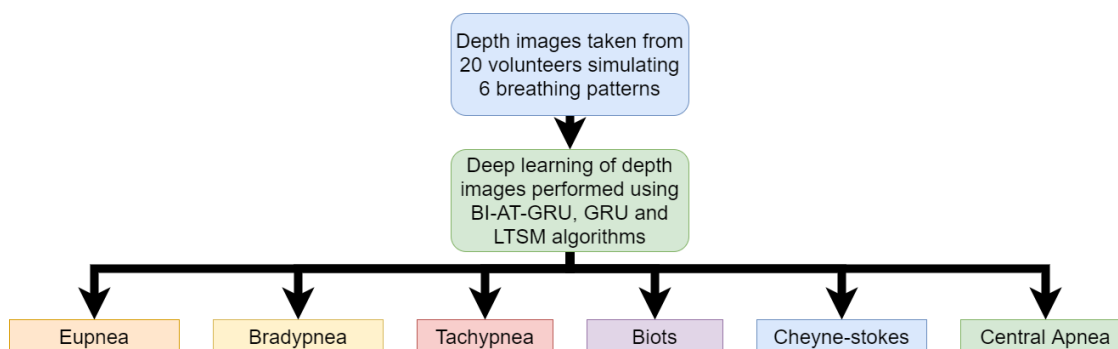 Depth images taken from
20 volunteers simulating
6 breathing patterns
Deep learning of depth
images performed using
BI-AT-GRU, GRU and
LTSM algorithms
Eupnea
Bradypnea
Tachypnea
Biots
Cheyne-stokes
Central Apnea